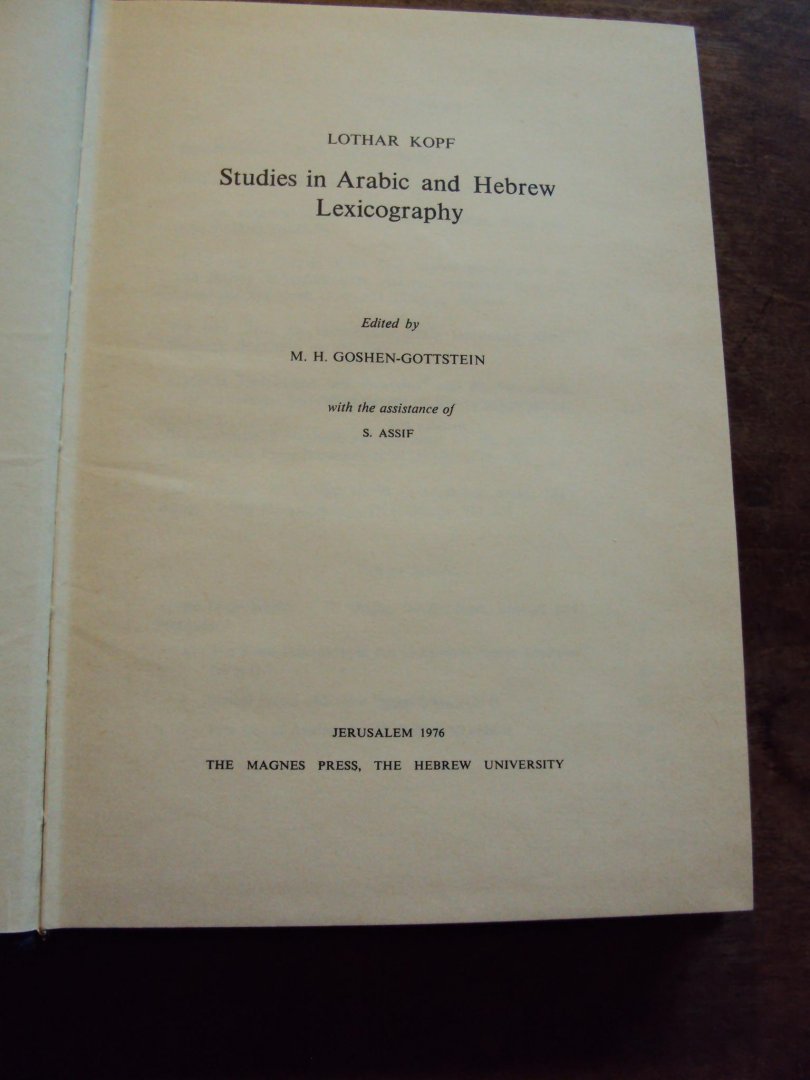 LOTHAR KOPF
Studies in Arabic and Hebrew
Lexicography
Edited by
M. H. GOSHEN-GOTTSTEIN
with the assistance of
S. ASSIF
JERUSALEM 1976
THE MAGNES PRESS, THE HEBREW UNIVERSITY